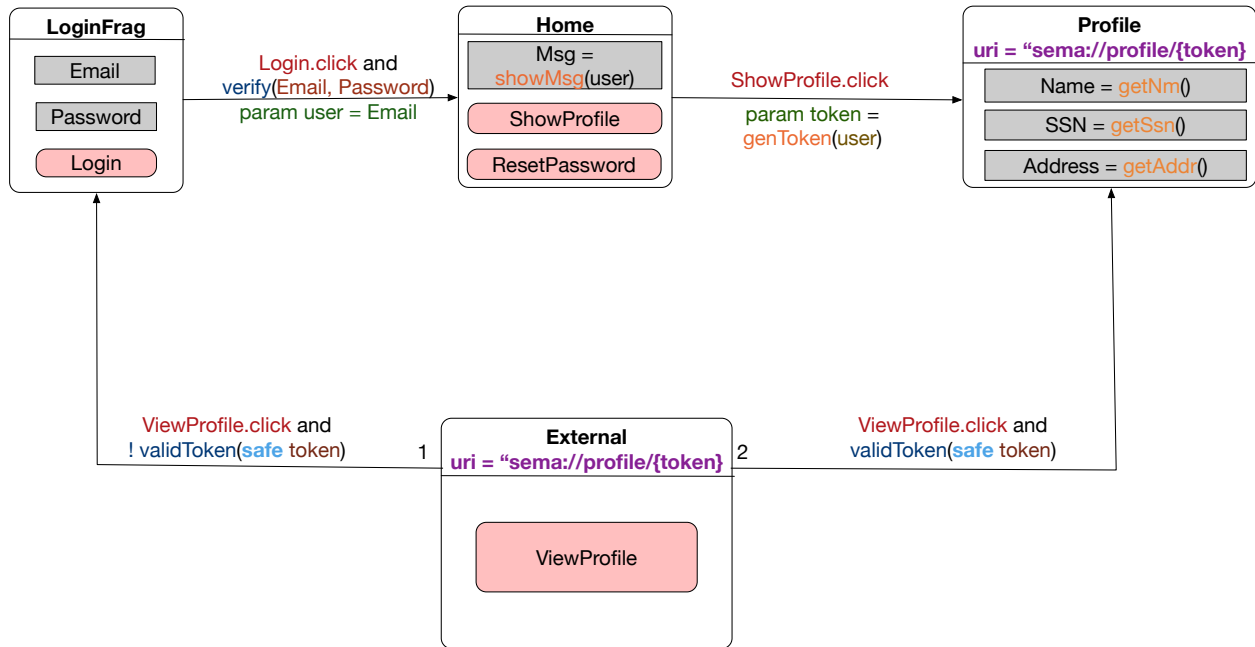 LoginFrag
Email
Password
Login
Login.click and
verify(Email, Password)
param user = Email
Home
Msg =
showMsg(user)
ShowProfile
ResetPassword
ShowProfile.click
param token =
genToken(user)
Profile
uri = “sema://profile/{token}
Name = getNm()
SSN = getSsn()
Address = getAddr()
ViewProfile.click and
! validToken(safe token)
1
External
uri = “sema://profile/{token}
2
ViewProfile
ViewProfile.click and
validToken(safe token)